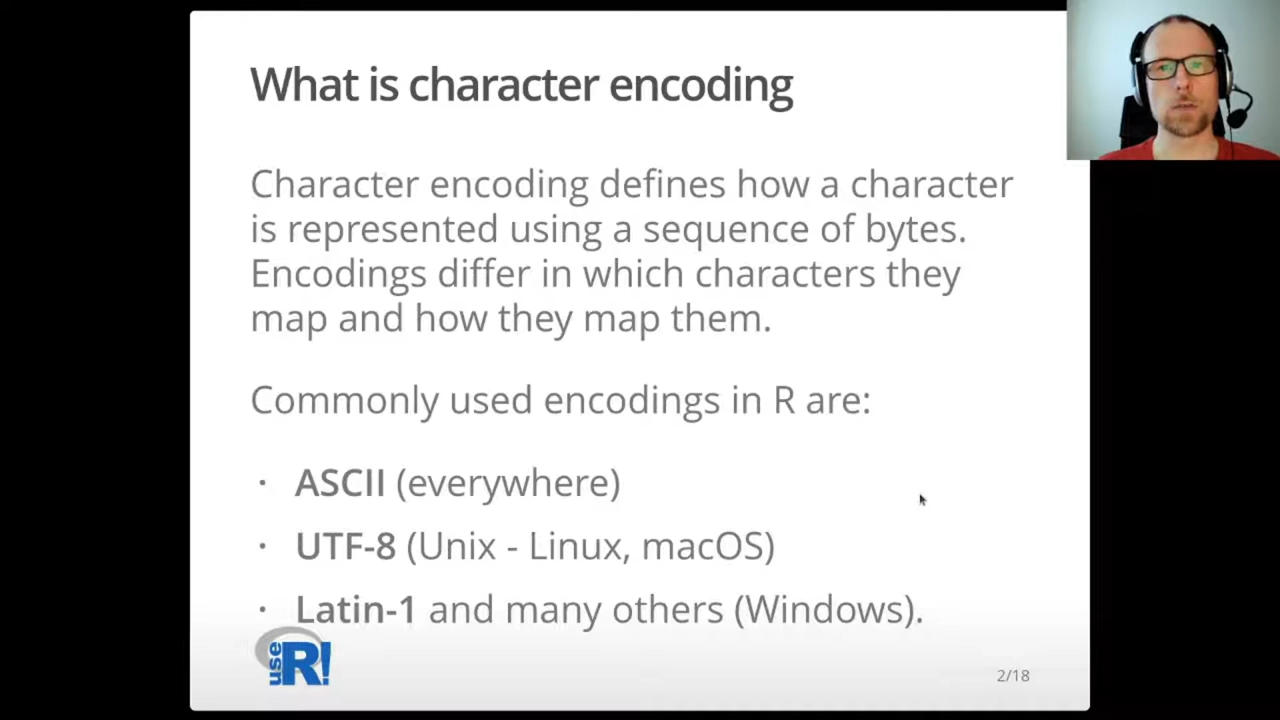 What is character encoding
Character encoding defines how a character
is represented using a sequence of bytes.
Encodings differ in which characters they
map and how they map them.
Commonly used encodings in R are:
· ASCII (everywhere)
· UTF-8 (Unix - Linux, macOS)
· Latin-1 and many others (Windows).
use R!
2/18